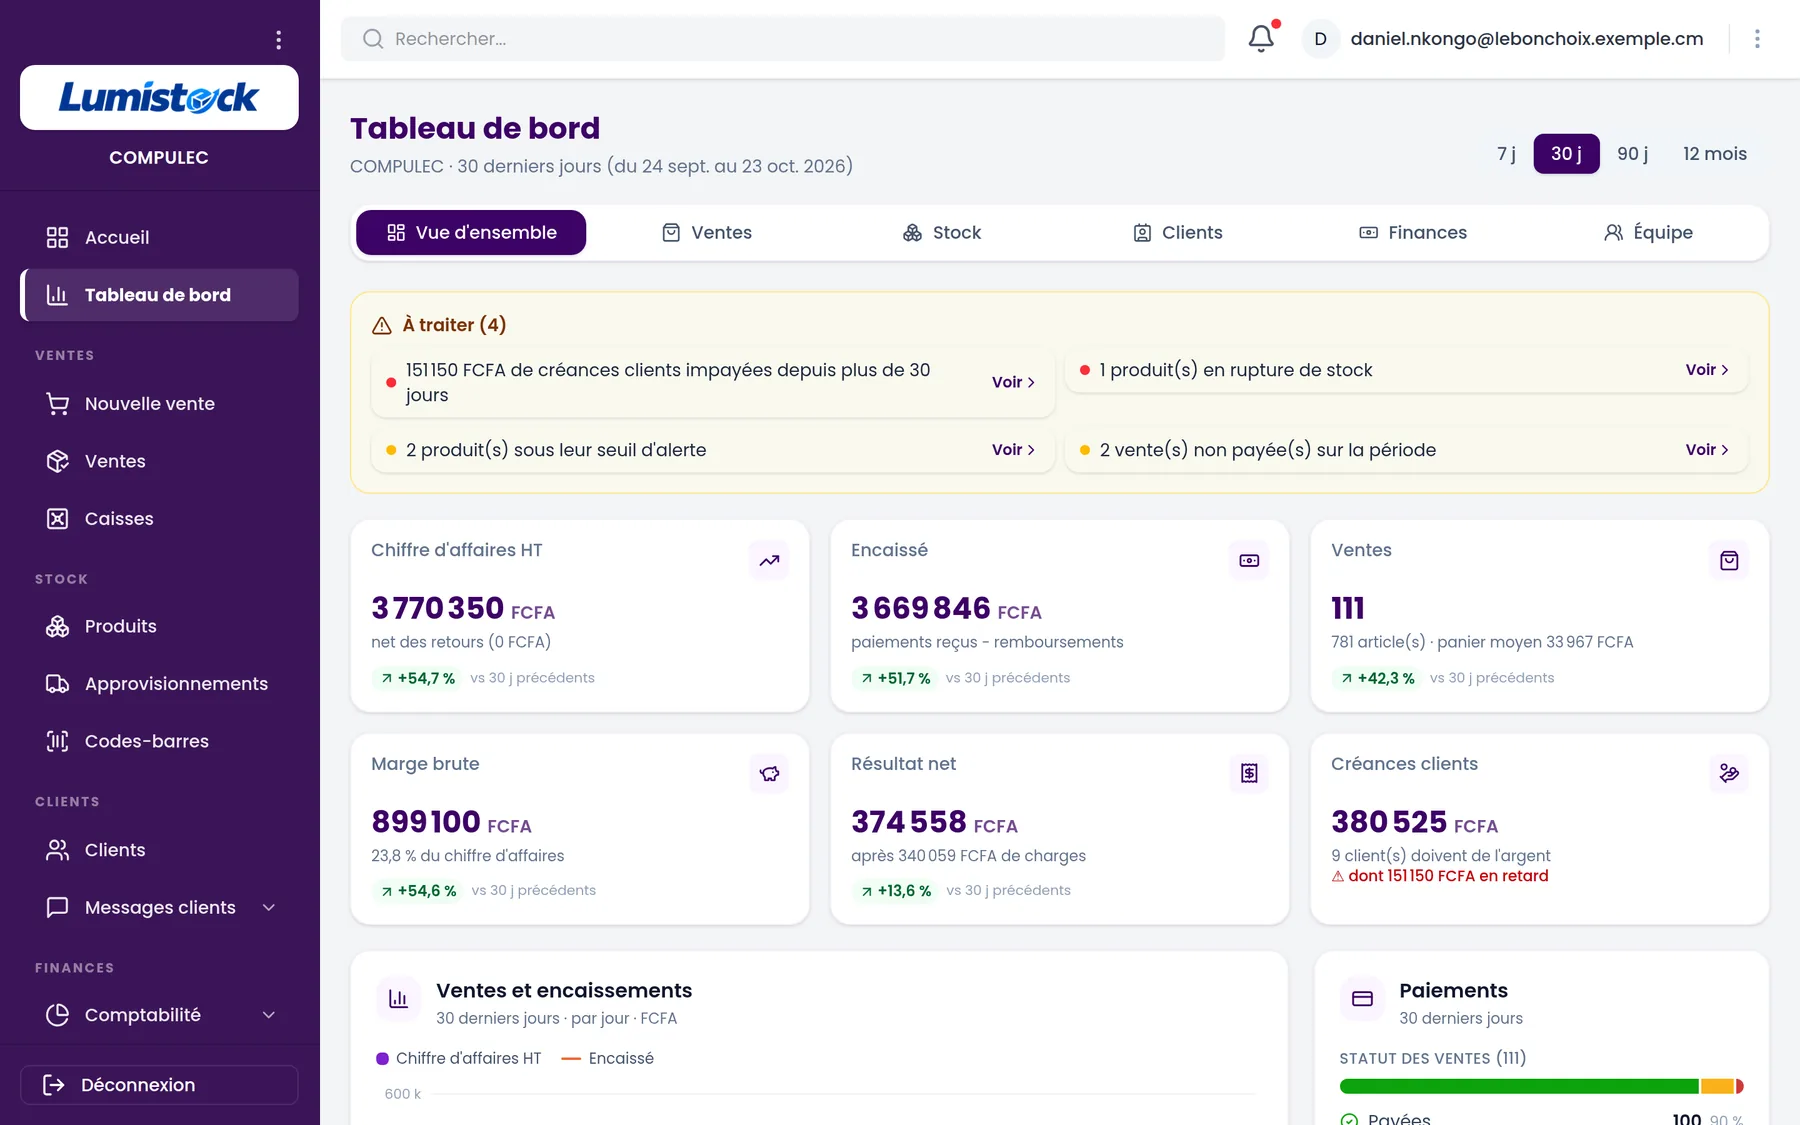 Lumistock
COMPULEC
Accueil
Tableau de bord
VENTES
Nouvelle vente
Ventes
Caisses
STOCK
Produits
Approvisionnements
Codes-barres
CLIENTS
Clients
Messages clients
FINANCES
Comptabilité
Déconnexion
Rechercher...
D daniel.nkongo@lebonchoix.exemple.cm
Tableau de bord
COMPULEC · 30 derniers jours (du 24 sept. au 23 oct. 2026)
7 j 30 j 90 j 12 mois
Vue d'ensemble Ventes Stock Clients Finances Équipe
À traiter (4)
151 150 FCFA de créances clients impayées depuis plus de 30
jours
Voir
1 produit(s) en rupture de stock Voir
2 produit(s) sous leur seuil d'alerte Voir
2 vente(s) non payée(s) sur la période Voir
Chiffre d'affaires HT
3 770 350 FCFA
net des retours (0 FCFA)
+54,7 % vs 30 j précédents
Encaissé
3 669 846 FCFA
paiements reçus - remboursements
+51,7 % vs 30 j précédents
Ventes
111
781 article(s) · panier moyen 33 967 FCFA
+42,3 % vs 30 j précédents
Marge brute
899 100 FCFA
23,8 % du chiffre d'affaires
+54,6 % vs 30 j précédents
Résultat net
374 558 FCFA
après 340 059 FCFA de charges
+13,6 % vs 30 j précédents
Créances clients
380 525 FCFA
9 client(s) doivent de l'argent
⚠ dont 151 150 FCFA en retard
Ventes et encaissements
30 derniers jours · par jour · FCFA
Chiffre d'affaires HT Encaissé
600 k
Paiements
30 derniers jours
STATUT DES VENTES (111)
Payées 100 90 %